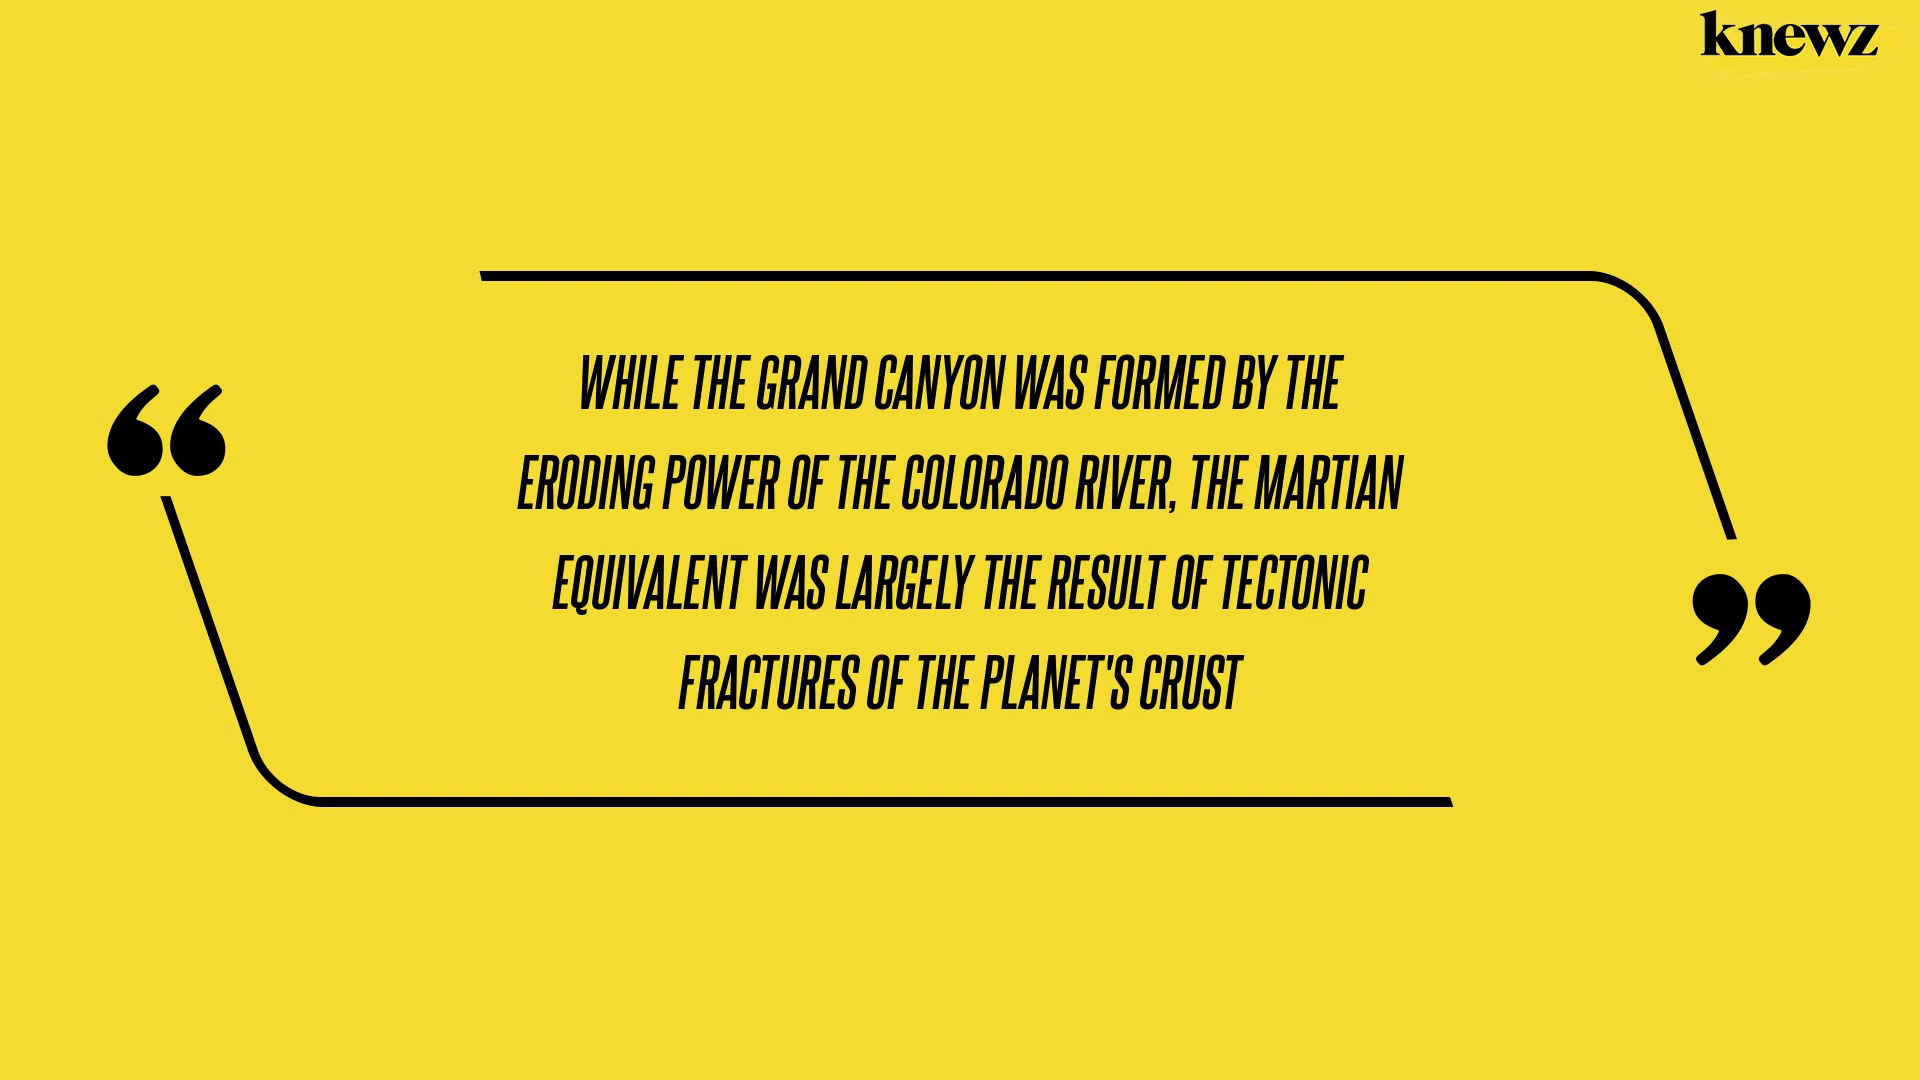 knewz
WHILE THE GRAND CANYON WAS FORMED BY THE
ERODING POWER OF THE COLORADO RIVER, THE MARTIAN
EQUIVALENT WAS LARGELY THE RESULT OF TECTONIC
FRACTURES OF THE PLANET'S CRUST